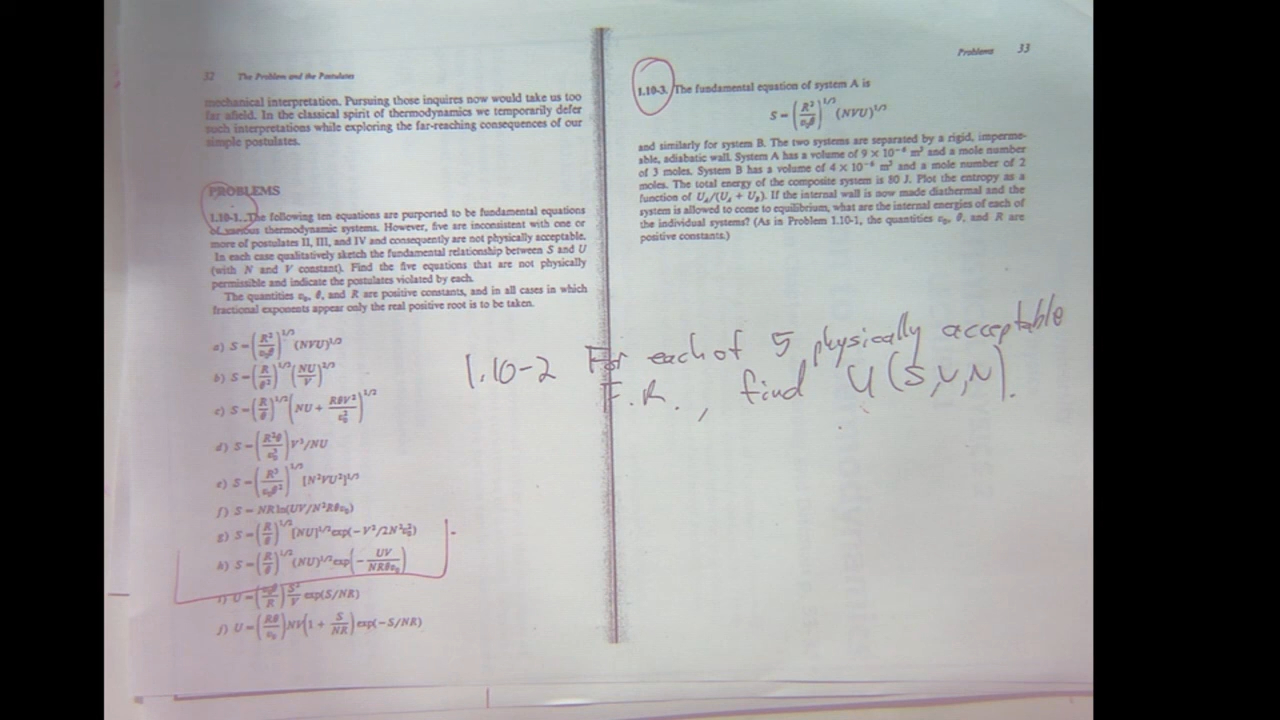 32 The Problem and the Postulates
mechanical interpretation. Pursuing those inquires now would take us too
far afield. In the classical spirit of thermodynamics we temporarily defer
such interpretations while exploring the far-reaching consequences of our
simple postulates.
PROBLEMS
1.10-1. The following ten equations are purported to be fundamental equations
of various thermodynamic systems. However, five are inconsistent with one or
more of postulates II, III, and IV and consequently are not physically acceptable.
In each case qualitatively sketch the fundamental relationship between S and U
(with N and V constant). Find the five equations that are not physically
permissible and indicate the postulates violated by each.
The quantities v₀, θ, and R are positive constants, and in all cases in which
fractional exponents appear only the real positive root is to be taken.
a) S = (R²/v₀θ)^1/3 (NVU)^1/3
b) S = (R/θ²)^1/3 (NU/V)^2/3
c) S = (R/θ)^1/2 (NU + RθV²/v₀²)^1/2
d) S = (R²θ/v₀³) V³/NU
e) S = (R³/v₀θ²)^1/5 [N²VU²]^1/5
f) S = NR ln(UV/N²Rθv₀)
g) S = (R/θ)^1/2 [NU]^1/2 exp(-V²/2N²v₀²)
h) S = (R/θ)^1/2 (NU)^1/2 exp(-UV/NRθv₀)
i) U = (v₀θ/R) S²/V exp(S/NR)
j) U = (Rθ/v₀) NV(1 + S/NR) exp(-S/NR)
Problems 33
1.10-3. The fundamental equation of system A is
S = (R²/v₀θ)^1/3 (NVU)^1/3
and similarly for system B. The two systems are separated by a rigid, imperme-
able, adiabatic wall. System A has a volume of 9 × 10⁻⁶ m³ and a mole number
of 3 moles. System B has a volume of 4 × 10⁻⁶ m³ and a mole number of 2
moles. The total energy of the composite system is 80 J. Plot the entropy as a
function of U_A/(U_A + U_B). If the internal wall is now made diathermal and the
system is allowed to come to equilibrium, what are the internal energies of each of
the individual systems? (As in Problem 1.10-1, the quantities v₀, θ, and R are
positive constants.)
1.10-2 For each of 5 physically acceptable
F.R., find U(S,V,N).